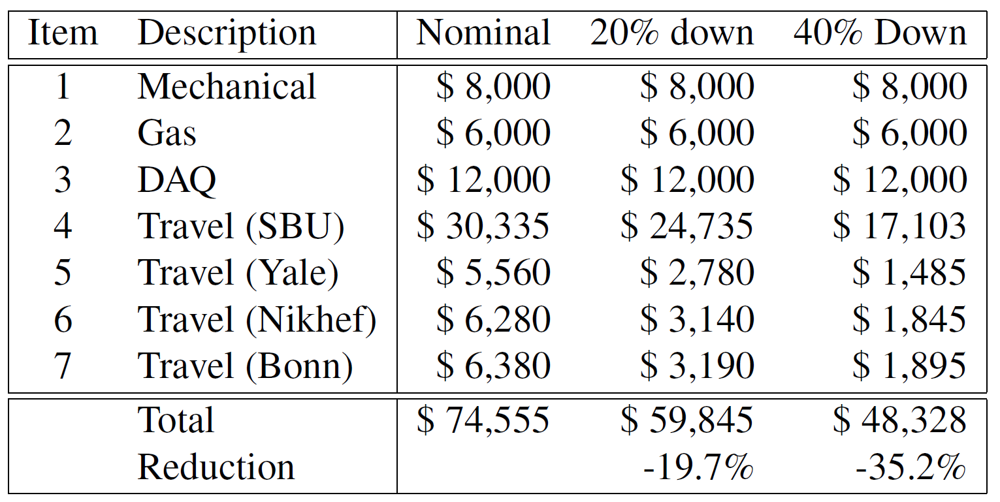 Item Description Nominal 20% down 40% Down
1 Mechanical $ 8,000 $ 8,000 $ 8,000
2 Gas $ 6,000 $ 6,000 $ 6,000
3 DAQ $ 12,000 $ 12,000 $ 12,000
4 Travel (SBU) $ 30,335 $ 24,735 $ 17,103
5 Travel (Yale) $ 5,560 $ 2,780 $ 1,485
6 Travel (Nikhef) $ 6,280 $ 3,140 $ 1,845
7 Travel (Bonn) $ 6,380 $ 3,190 $ 1,895
Total $ 74,555 $ 59,845 $ 48,328
Reduction -19.7% -35.2%